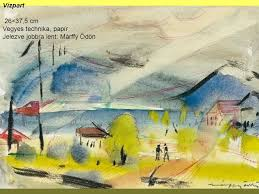 Vízpart
26×37,5 cm
Vegyes technika, papír
Jelezve jobbra lent: Márffy Ödön